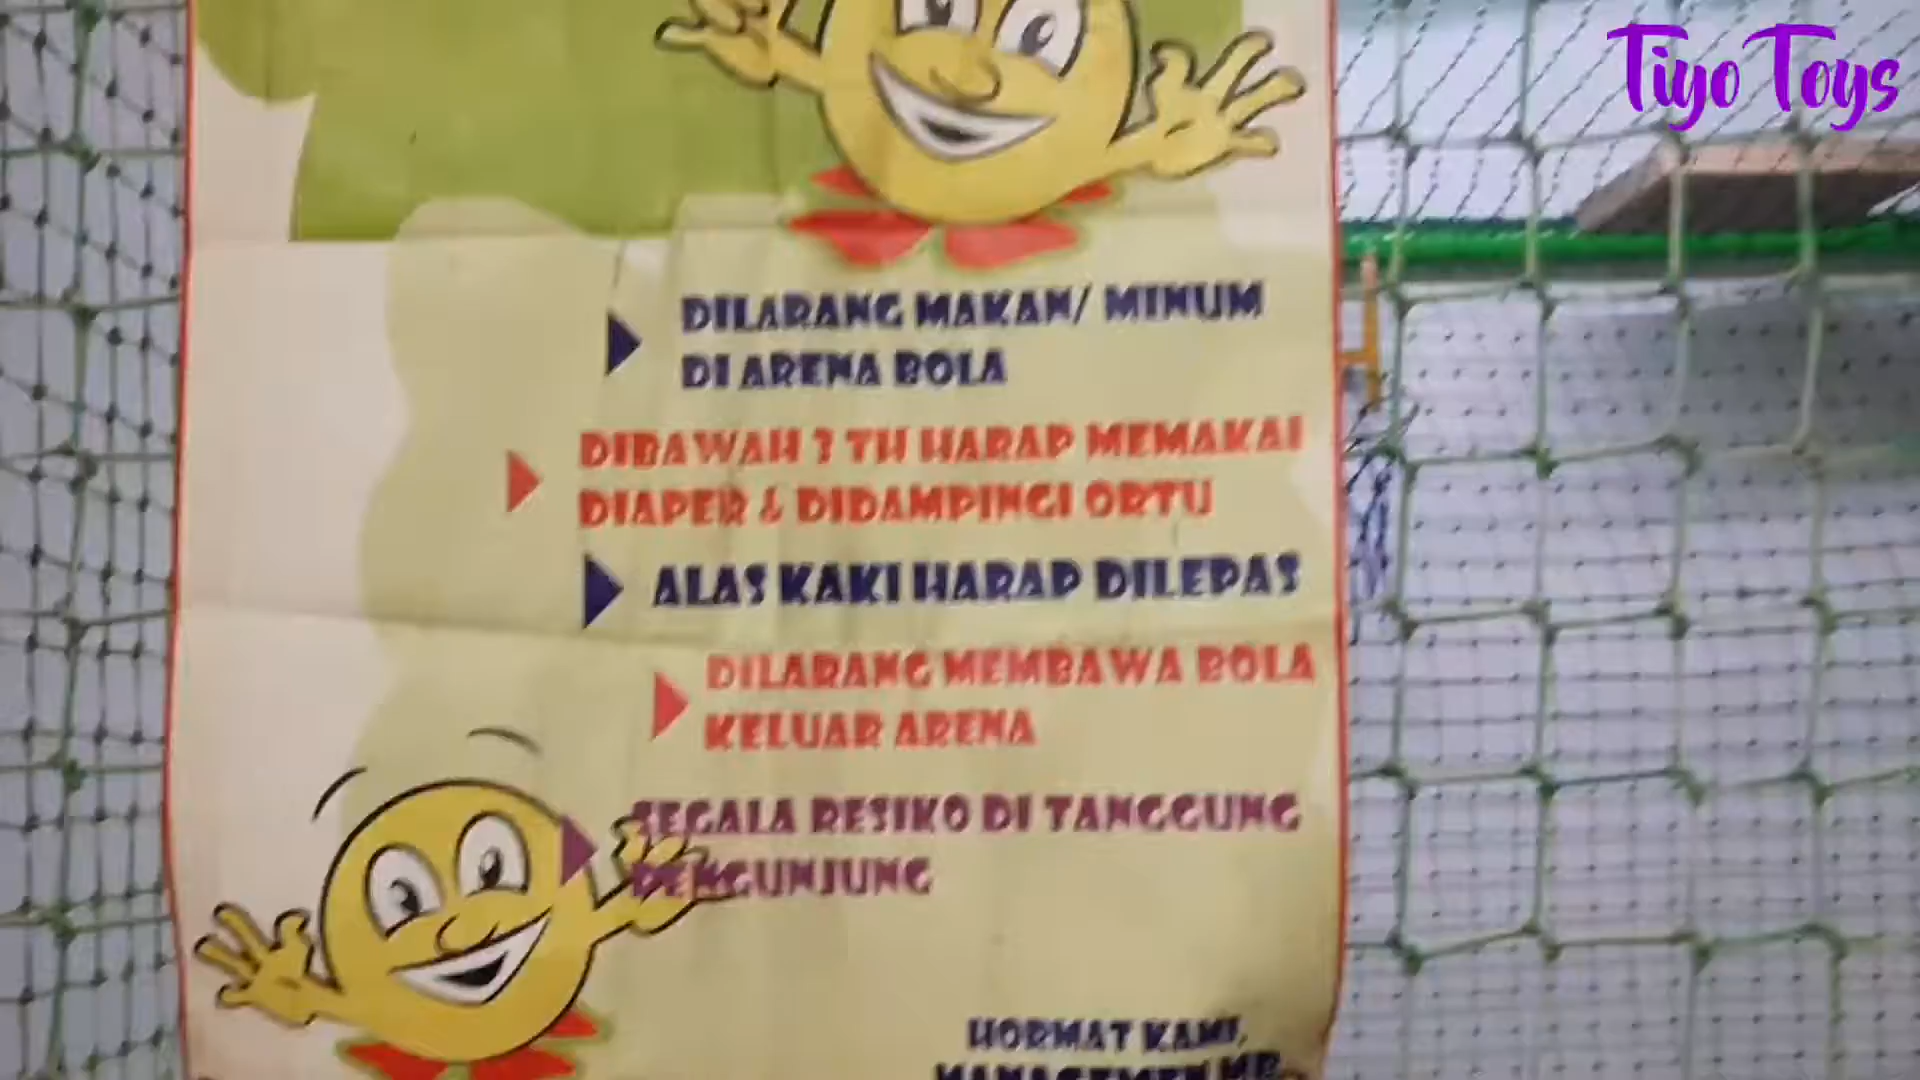 Tiyo Toys
DILARANG MAKAN/ MINUM
DI ARENA BOLA
DIBAWAH 3 TH HARAP MEMAKAI
DIAPER & DIDAMPINGI ORTU
ALAS KAKI HARAP DILEPAS
DILARANG MEMBAWA BOLA
KELUAR ARENA
SEGALA RESIKO DI TANGGUNG
PENGUNJUNG
HORMAT KAMI,